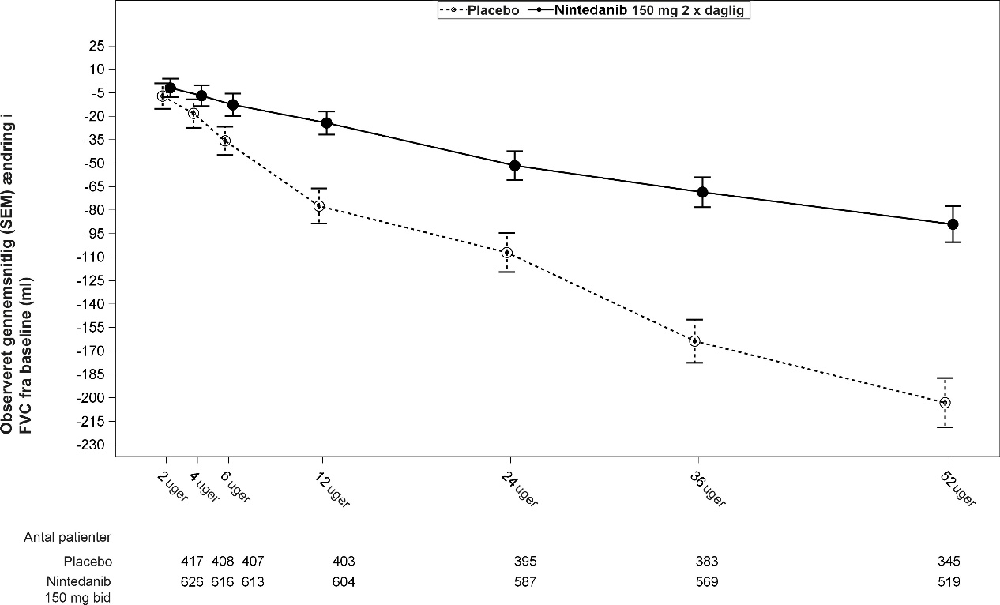 Placebo Nintedanib 150 mg 2 x daglig
Observeret gennemsnitlig (SEM) ændring i
FVC fra baseline (ml)
25
10
-5
-20
-35
-50
-65
-80
-95
-110
-125
-140
-155
-170
-185
-200
-215
-230
2 uger 4 uger 6 uger 12 uger 24 uger 36 uger 52 uger
Antal patienter
Placebo 417 408 407 403 395 383 345
Nintedanib 626 616 613 604 587 569 519
150 mg bid